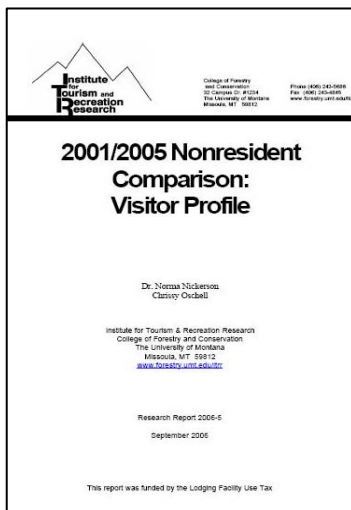 Institute
for
Tourism and
Recreation
Research
College of Forestry
and Conservation
32 Campus Dr. #1234
The University of Montana
Missoula, MT 59812
Phone (406) 243-5686
Fax (406) 243-4845
www.forestry.umt.edu/itrr
2001/2005 Nonresident
Comparison:
Visitor Profile
Dr. Norma Nickerson
Chrissy Oschell
Institute for Tourism & Recreation Research
College of Forestry and Conservation
The University of Montana
Missoula, MT 59812
www.forestry.umt.edu/itrr
Research Report 2006-5
September 2006
This report was funded by the Lodging Facility Use Tax